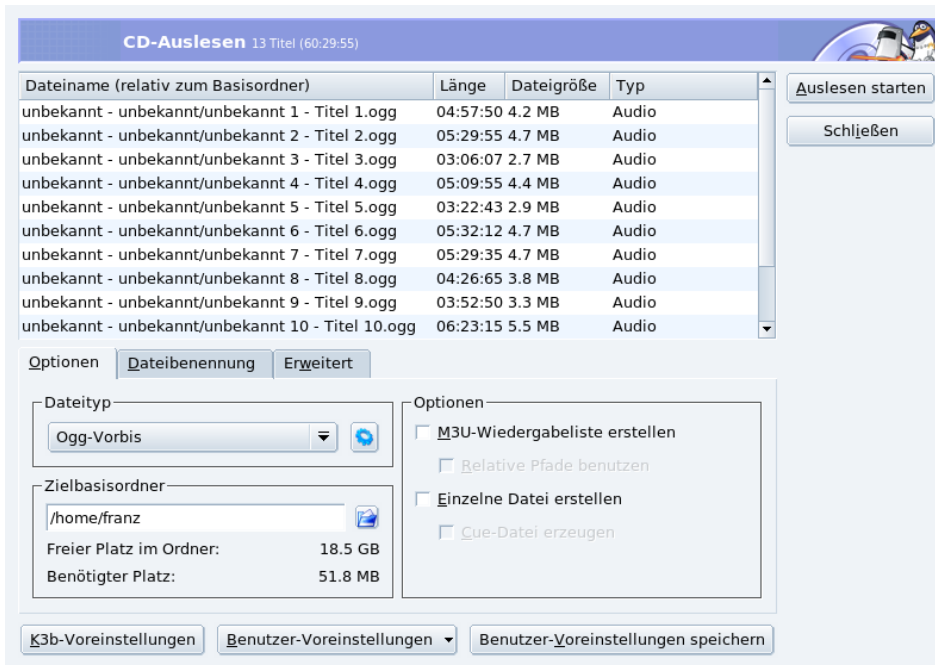 CD-Auslesen 13 Titel (60:29:55)
Dateiname (relativ zum Basisordner) Länge Dateigröße Typ
unbekannt - unbekannt/unbekannt 1 - Titel 1.ogg 04:57:50 4.2 MB Audio
unbekannt - unbekannt/unbekannt 2 - Titel 2.ogg 05:29:55 4.7 MB Audio
unbekannt - unbekannt/unbekannt 3 - Titel 3.ogg 03:06:07 2.7 MB Audio
unbekannt - unbekannt/unbekannt 4 - Titel 4.ogg 05:09:55 4.4 MB Audio
unbekannt - unbekannt/unbekannt 5 - Titel 5.ogg 03:22:43 2.9 MB Audio
unbekannt - unbekannt/unbekannt 6 - Titel 6.ogg 05:32:12 4.7 MB Audio
unbekannt - unbekannt/unbekannt 7 - Titel 7.ogg 05:29:35 4.7 MB Audio
unbekannt - unbekannt/unbekannt 8 - Titel 8.ogg 04:26:65 3.8 MB Audio
unbekannt - unbekannt/unbekannt 9 - Titel 9.ogg 03:52:50 3.3 MB Audio
unbekannt - unbekannt/unbekannt 10 - Titel 10.ogg 06:23:15 5.5 MB Audio
Auslesen starten
Schließen
Optionen Dateibenennung Erweitert
Dateityp
Ogg-Vorbis
Zielbasisordner
/home/franz
Freier Platz im Ordner: 18.5 GB
Benötigter Platz: 51.8 MB
Optionen
M3U-Wiedergabeliste erstellen
Relative Pfade benutzen
Einzelne Datei erstellen
Cue-Datei erzeugen
K3b-Voreinstellungen Benutzer-Voreinstellungen Benutzer-Voreinstellungen speichern